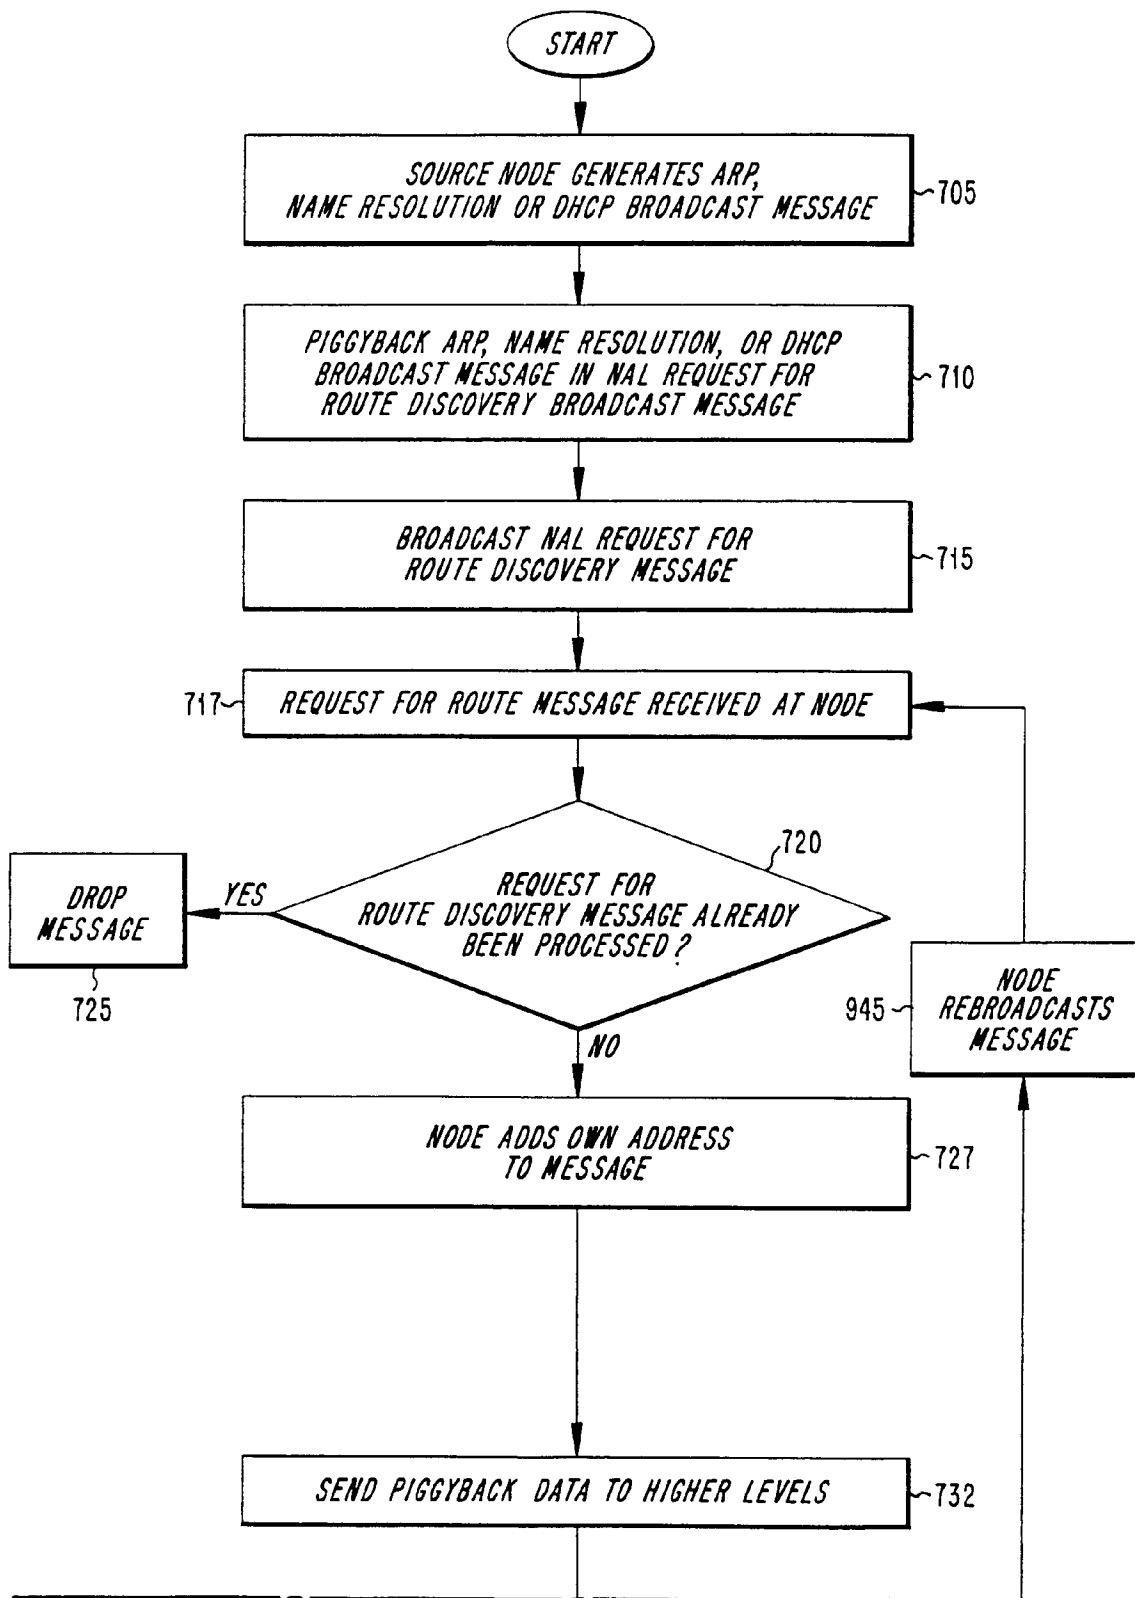 START
SOURCE NODE GENERATES ARP,
NAME RESOLUTION OR DHCP BROADCAST MESSAGE
705
PIGGYBACK ARP, NAME RESOLUTION, OR DHCP
BROADCAST MESSAGE IN NAL REQUEST FOR
ROUTE DISCOVERY BROADCAST MESSAGE
710
BROADCAST NAL REQUEST FOR
ROUTE DISCOVERY MESSAGE
715
717
REQUEST FOR ROUTE MESSAGE RECEIVED AT NODE
720
REQUEST FOR
ROUTE DISCOVERY MESSAGE ALREADY
BEEN PROCESSED?
YES
DROP
MESSAGE
725
NO
945
NODE
REBROADCASTS
MESSAGE
NODE ADDS OWN ADDRESS
TO MESSAGE
727
SEND PIGGYBACK DATA TO HIGHER LEVELS
732